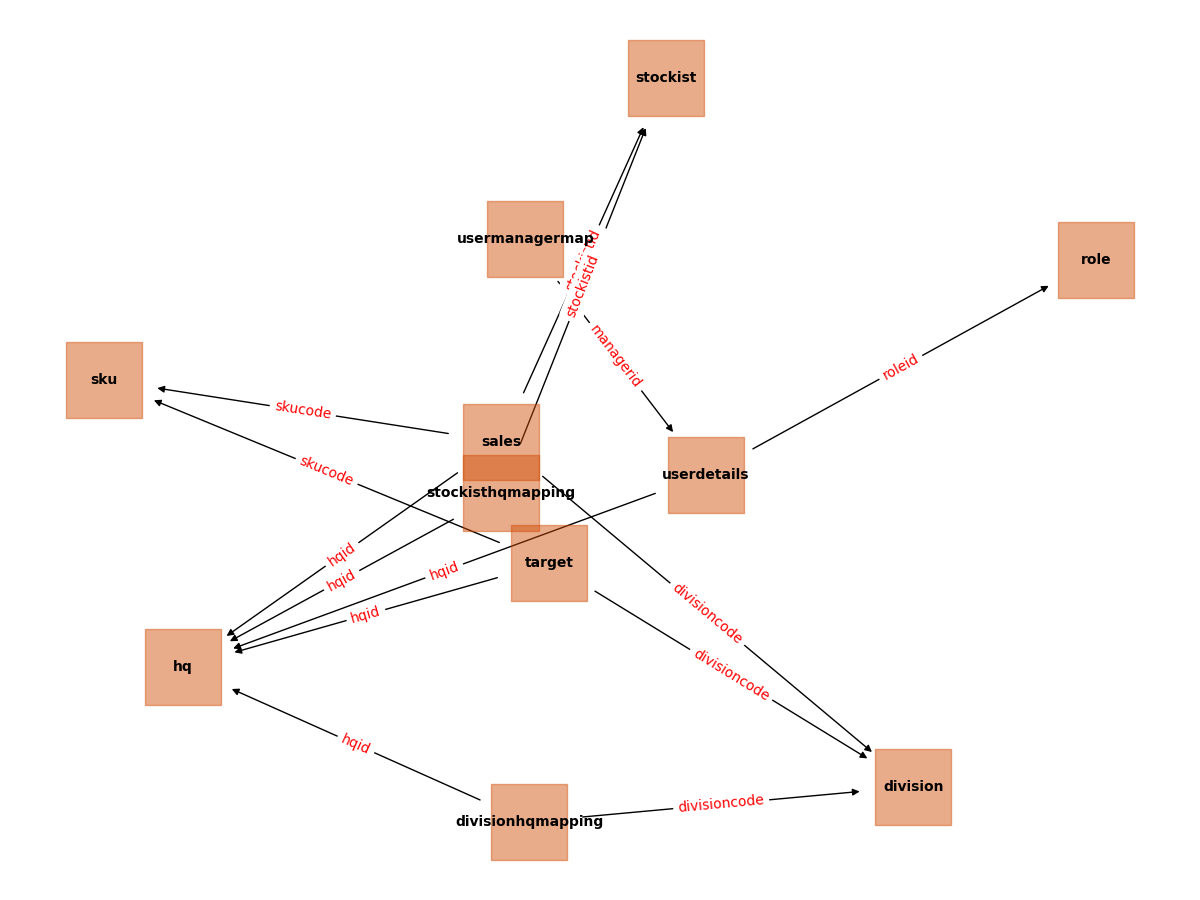 stockist
usermanagermap
role
stockistid
managerid
roleid
sku
skucode
sales
userdetails
skucode
stockisthqmapping
hqid
target
hqid
hqid
divisioncode
hqid
hq
divisioncode
hqid
division
divisioncode
divisionhqmapping